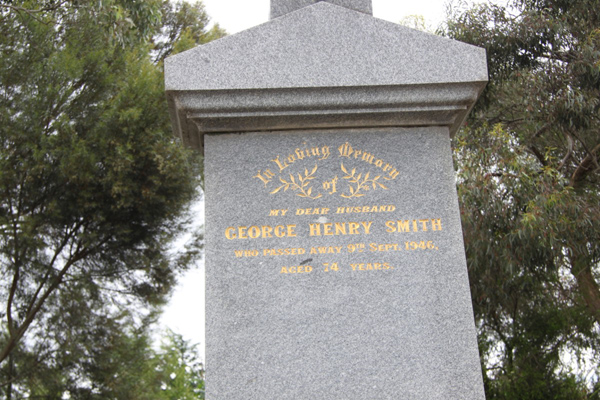 In Loving Memory
of
MY DEAR HUSBAND
GEORGE HENRY SMITH
WHO PASSED AWAY 9TH SEPT. 1946,
AGED 74 YEARS